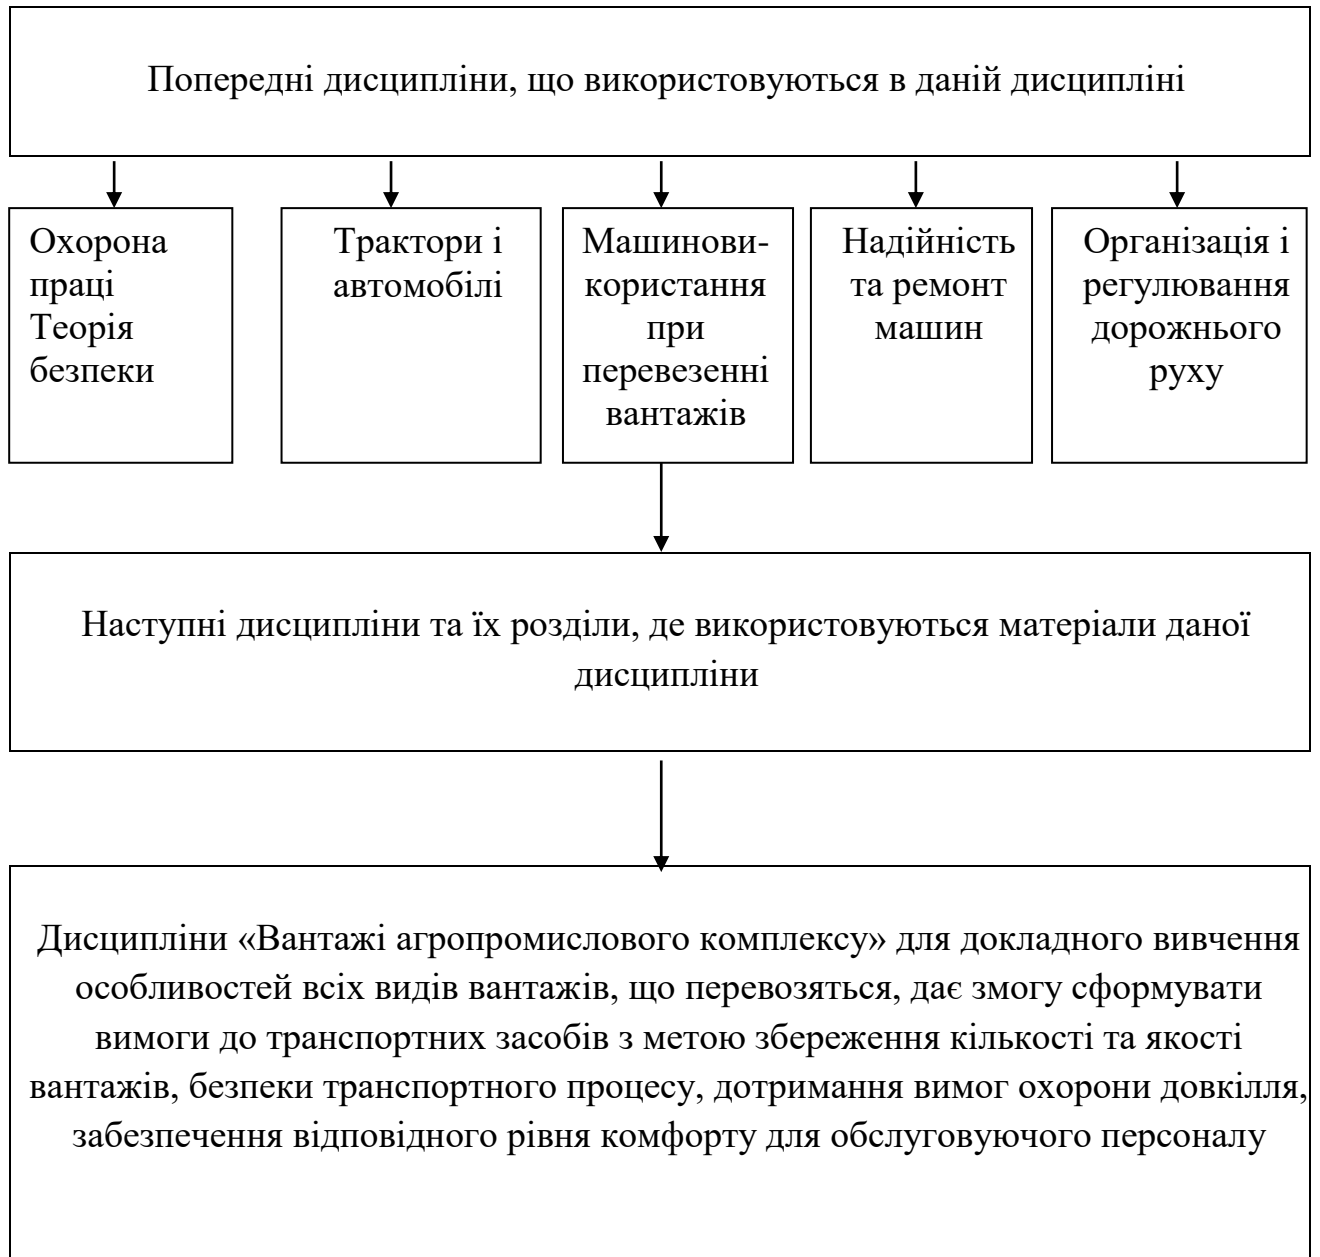 Попередні дисципліни, що використовуються в даній дисципліні
Охорона
праці
Теорія
безпеки
Трактори і
автомобілі
Машинови-
користання
при
перевезенні
вантажів
Надійність
та ремонт
машин
Організація і
регулювання
дорожнього
руху
Наступні дисципліни та їх розділи, де використовуються матеріали даної
дисципліни
Дисципліни «Вантажі агропромислового комплексу» для докладного вивчення
особливостей всіх видів вантажів, що перевозяться, дає змогу сформувати
вимоги до транспортних засобів з метою збереження кількості та якості
вантажів, безпеки транспортного процесу, дотримання вимог охорони довкілля,
забезпечення відповідного рівня комфорту для обслуговуючого персоналу